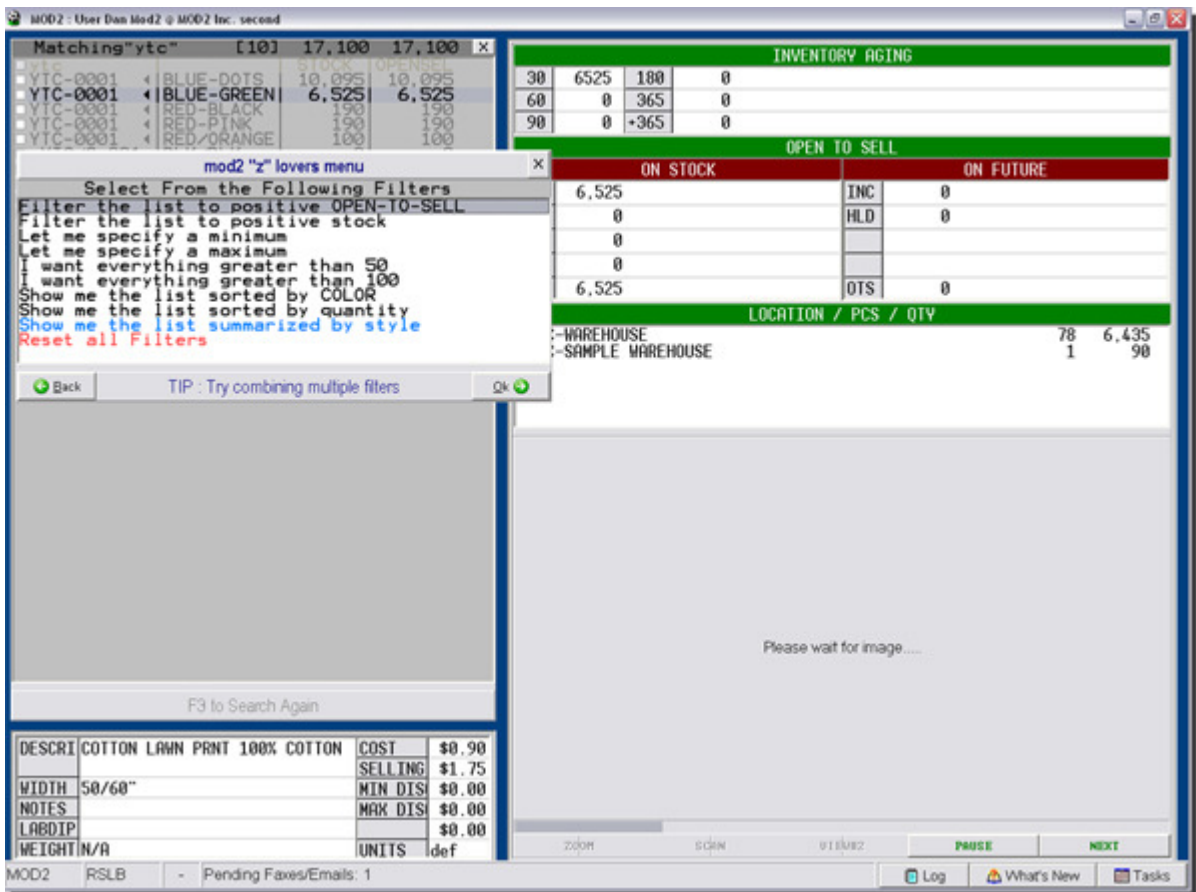 MOD2 : User Dan Mod2 @ MOD2 Inc. second
Matching"ytc" [10] 17,100 17,100 x
ytc STOCK OPENSEL
YTC-0001 BLUE-DOTS 10,095 10,095
YTC-0001 BLUE-GREEN 6,525 6,525
YTC-0001 RED-BLACK 190 190
YTC-0001 RED-PINK 190 190
YTC-0001 RED/ORANGE 100 100
mod2 "z" lovers menu x
Select From the Following Filters
Filter the list to positive OPEN-TO-SELL
Filter the list to positive stock
Let me specify a minimum
Let me specify a maximum
I want everything greater than 50
I want everything greater than 100
Show me the list sorted by COLOR
Show me the list sorted by quantity
Show me the list summarized by style
Reset all Filters
Back TIP : Try combining multiple filters Ok
F3 to Search Again
DESCRI COTTON LAWN PRNT 100% COTTON COST $0.90
SELLING $1.75
WIDTH 50/60" MIN DIS $0.00
NOTES MAX DIS $0.00
LABDIP $0.00
WEIGHT N/A UNITS def
INVENTORY AGING
30 6525 180 0
60 0 365 0
90 0 +365 0
OPEN TO SELL
ON STOCK ON FUTURE
6,525 INC 0
0 HLD 0
0
0
6,525 OTS 0
LOCATION / PCS / QTY
-WAREHOUSE 78 6,435
-SAMPLE WAREHOUSE 1 90
Please wait for image.....
ZOOM SCAN PAUSE NEXT
MOD2 RSLB - Pending Faxes/Emails: 1 Log What's New Tasks